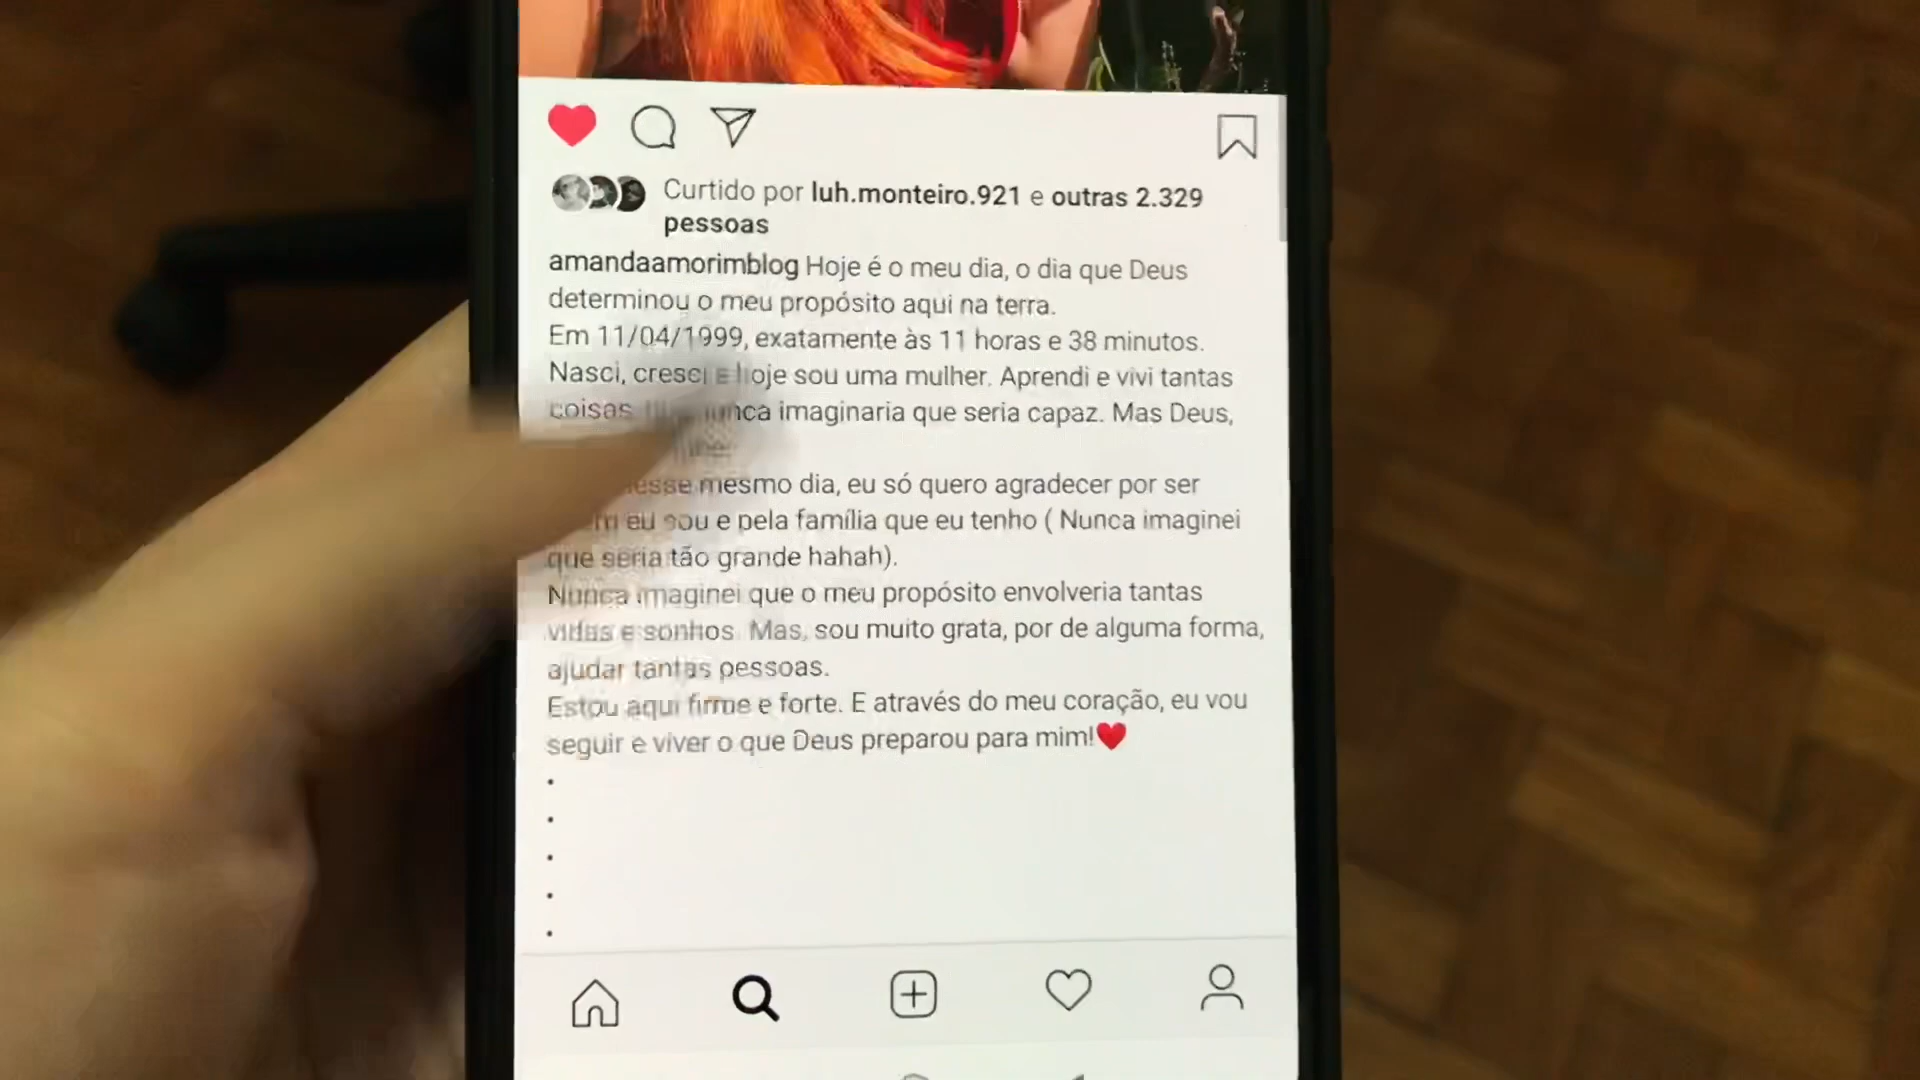 Curtido por luh.monteiro.921 e outras 2.329
pessoas
amandaamorimblog Hoje é o meu dia, o dia que Deus
determinou o meu propósito aqui na terra.
Em 11/04/1999, exatamente às 11 horas e 38 minutos.
Nasci, cresci e hoje sou uma mulher. Aprendi e vivi tantas
coisas nunca imaginaria que seria capaz. Mas Deus,
esse mesmo dia, eu só quero agradecer por ser
eu sou e pela família que eu tenho ( Nunca imaginei
que seria tão grande hahah).
Nunca imaginei que o meu propósito envolveria tantas
vidas e sonhos. Mas, sou muito grata, por de alguma forma,
ajudar tantas pessoas.
Estou aqui firme e forte. E através do meu coração, eu vou
seguir e viver o que Deus preparou para mim!❤️
.
.
.
.
.